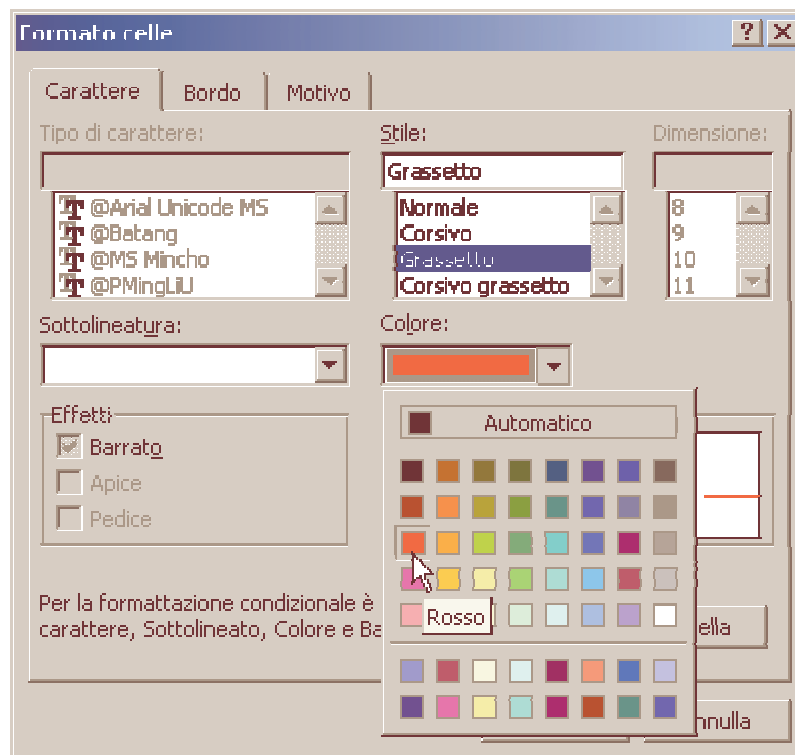 Formato celle
Carattere Bordo Motivo
Tipo di carattere: Stile: Dimensione:
Grassetto
@Arial Unicode MS Normale 8
@Batang Corsivo 9
@MS Mincho Grassetto 10
@PMingLiU Corsivo grassetto 11
Sottolineatura: Colore:
Effetti
Automatico
Barrato
Apice
Pedice
Per la formattazione condizionale è
Rosso
carattere, Sottolineato, Colore e Ba
ella
nnulla